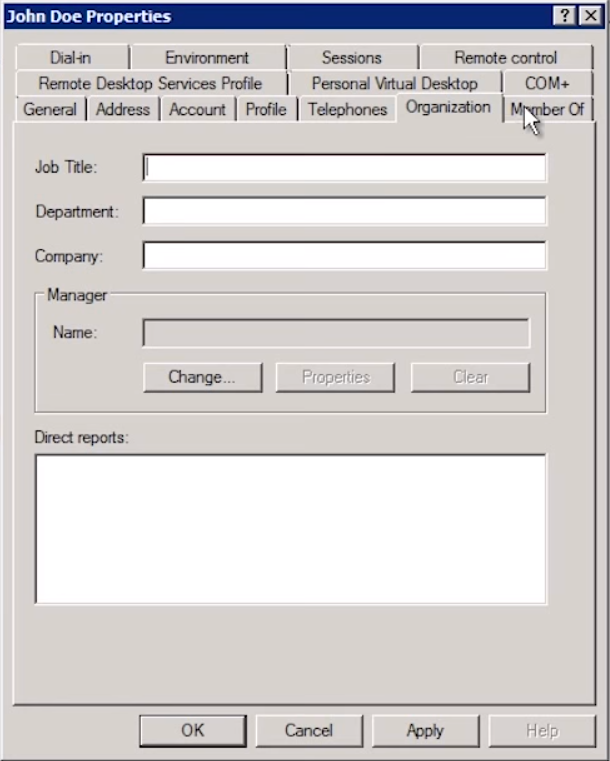 John Doe Properties
Dial-in Environment Sessions Remote control
Remote Desktop Services Profile Personal Virtual Desktop COM+
General Address Account Profile Telephones Organization Member Of
Job Title:
Department:
Company:
Manager
Name:
Change... Properties Clear
Direct reports:
OK Cancel Apply Help